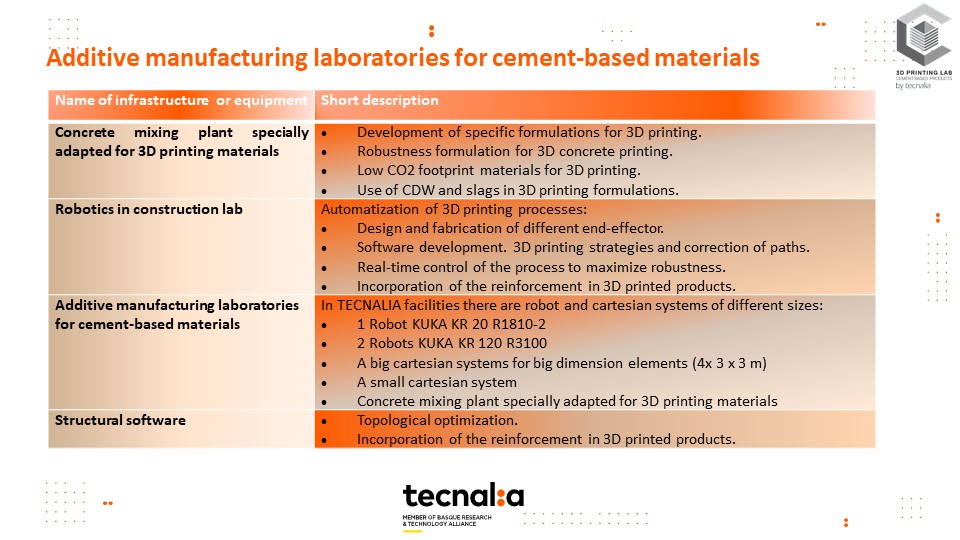 Additive manufacturing laboratories for cement-based materials
3D PRINTING LAB
CEMENT-BASED PRODUCTS
by tecnalia
Name of infrastructure or equipment
Short description
Concrete mixing plant specially
adapted for 3D printing materials
• Development of specific formulations for 3D printing.
• Robustness formulation for 3D concrete printing.
• Low CO2 footprint materials for 3D printing.
• Use of CDW and slags in 3D printing formulations.
Robotics in construction lab
Automatization of 3D printing processes:
• Design and fabrication of different end-effector.
• Software development. 3D printing strategies and correction of paths.
• Real-time control of the process to maximize robustness.
• Incorporation of the reinforcement in 3D printed products.
Additive manufacturing laboratories
for cement-based materials
In TECNALIA facilities there are robot and cartesian systems of different sizes:
• 1 Robot KUKA KR 20 R1810-2
• 2 Robots KUKA KR 120 R3100
• A big cartesian systems for big dimension elements (4x 3 x 3 m)
• A small cartesian system
• Concrete mixing plant specially adapted for 3D printing materials
Structural software
• Topological optimization.
• Incorporation of the reinforcement in 3D printed products.
tecnalia
MEMBER OF BASQUE RESEARCH
& TECHNOLOGY ALLIANCE